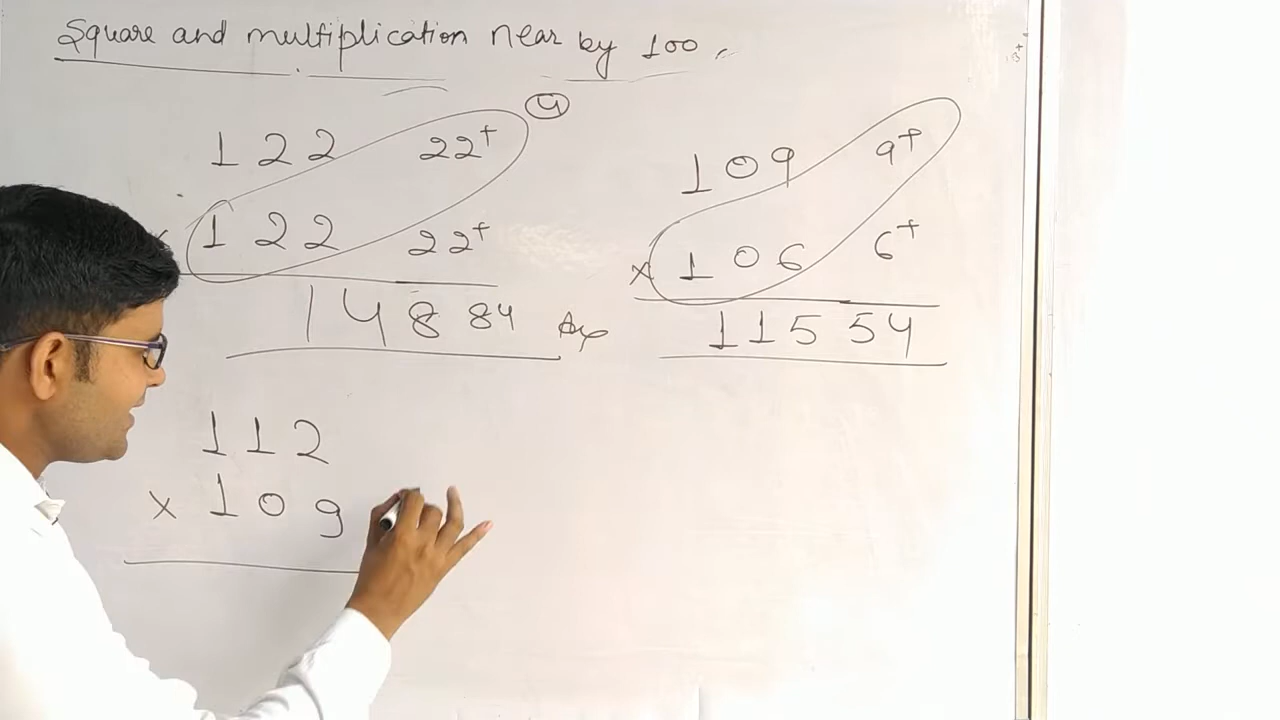 Square and multiplication near by 100
4
122 22+
122 22+
14884 Ans
109 9+
x 106 6+
11554
112
x 109